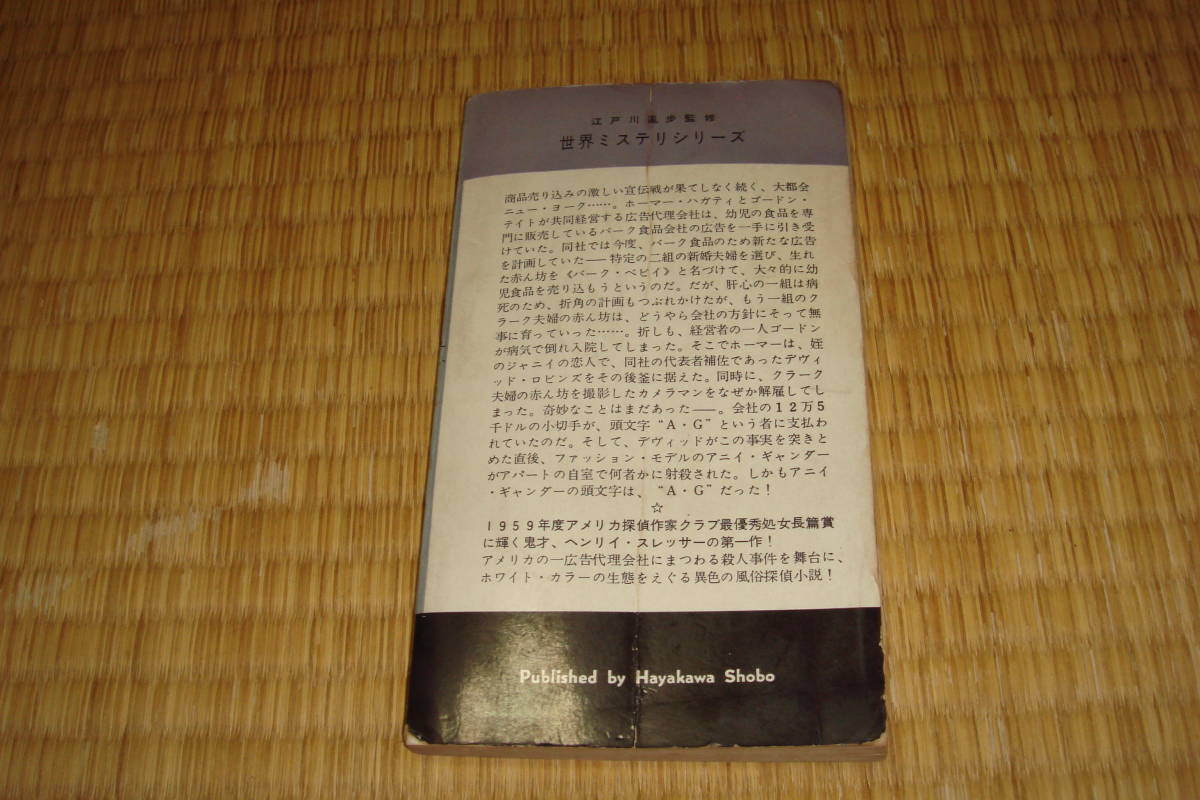 江戸川乱歩監修
世界ミステリシリーズ
商品売り込みの激しい宣伝戦が果てしなく続く、大都会
ニュー・ヨーク……。ホーマー・ハガティとゴードン・
テイトが共同経営する広告代理会社は、幼児の食品を専
門に販売しているバーク食品会社の広告を一手に引き受
けていた。同社では今度、バーク食品のため新たな広告
を計画していた——特定の二組の新婚夫婦を選び、生れ
た赤ん坊を《バーク・ベビイ》と名づけて、大々的に幼
児食品を売り込もうというのだ。だが、肝心の一組は病
死のため、折角の計画もつぶれかけたが、もう一組のク
ラーク夫婦の赤ん坊は、どうやら会社の方針にそって無
事に育っていった……。折しも、経営者の一人ゴードン
が病気で倒れ入院してしまった。そこでホーマーは、姪
のジャニイの恋人で、同社の代表者補佐であったデヴィ
ッド・ロビンズをその後釜に据えた。同時に、クラーク
夫婦の赤ん坊を撮影したカメラマンをなぜか解雇してし
まった。奇妙なことはまだあった——。会社の12万5
千ドルの小切手が、頭文字“A・G”という者に支払わ
れていたのだ。そして、デヴィッドがこの事実を突きと
めた直後、ファッション・モデルのアニイ・ギャンダー
がアパートの自室で何者かに射殺された。しかもアニイ
・ギャンダーの頭文字は、“A・G”だった！
☆
1959年度アメリカ探偵作家クラブ最優秀処女長篇賞
に輝く鬼才、ヘンリイ・スレッサーの第一作！
アメリカの一広告代理会社にまつわる殺人事件を舞台に、
ホワイト・カラーの生態をえぐる異色の風俗探偵小説！
Published by Hayakawa Shobo